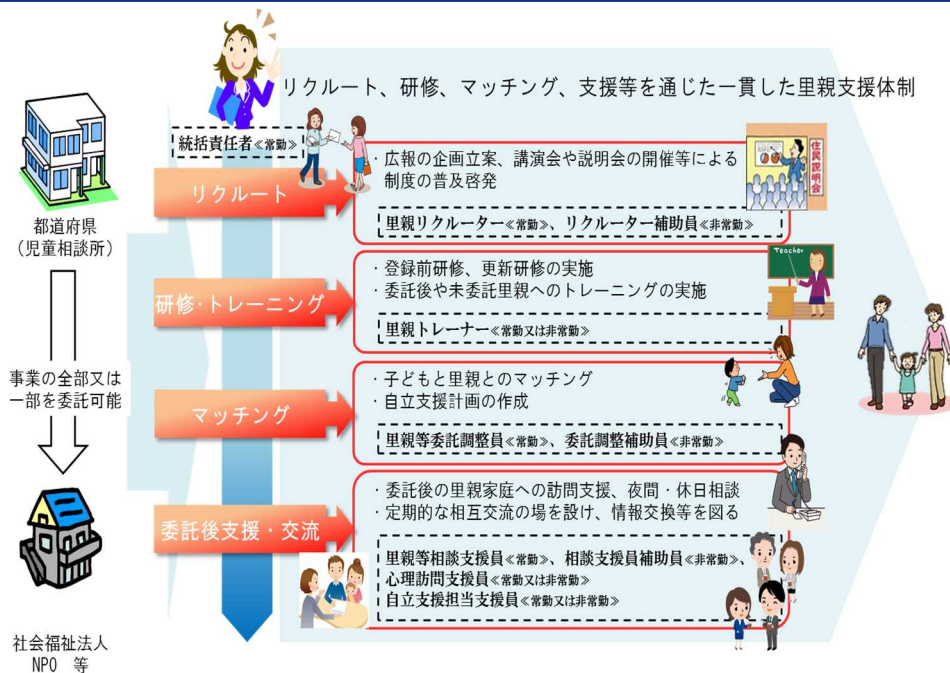 リクルート、研修、マッチング、支援等を通じた一貫した里親支援体制
統括責任者≪常勤≫
都道府県
(児童相談所)
事業の全部又は
一部を委託可能
社会福祉法人
NPO 等
リクルート
・広報の企画立案、講演会や説明会の開催等による
制度の普及啓発
里親リクルーター≪常勤≫、リクルーター補助員≪非常勤≫
住民説明会
研修・トレーニング
・登録前研修、更新研修の実施
・委託後や未委託里親へのトレーニングの実施
里親トレーナー≪常勤又は非常勤≫
Teacher
マッチング
・子どもと里親とのマッチング
・自立支援計画の作成
里親等委託調整員≪常勤≫、委託調整補助員≪非常勤≫
委託後支援・交流
・委託後の里親家庭への訪問支援、夜間・休日相談
・定期的な相互交流の場を設け、情報交換等を図る
里親等相談支援員≪常勤≫、相談支援員補助員≪非常勤≫、
心理訪問支援員≪常勤又は非常勤≫
自立支援担当支援員≪常勤又は非常勤≫